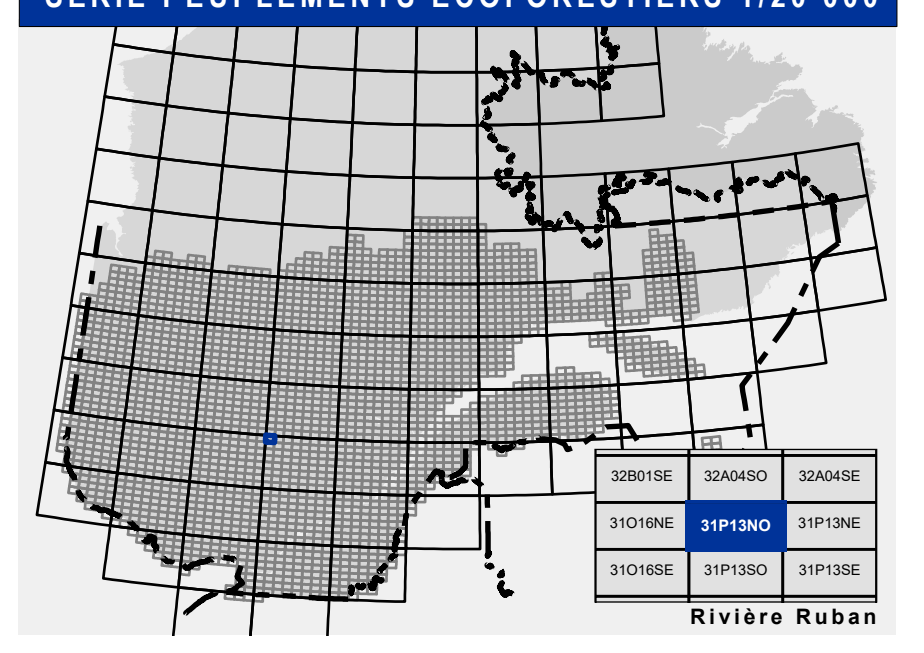 SÉRIE PEUPLEMENTS ÉCOFORESTIERS 1/20 000
32B01SE 32A04SO 32A04SE
31O16NE 31P13NO 31P13NE
31O16SE 31P13SO 31P13SE
Rivière Ruban